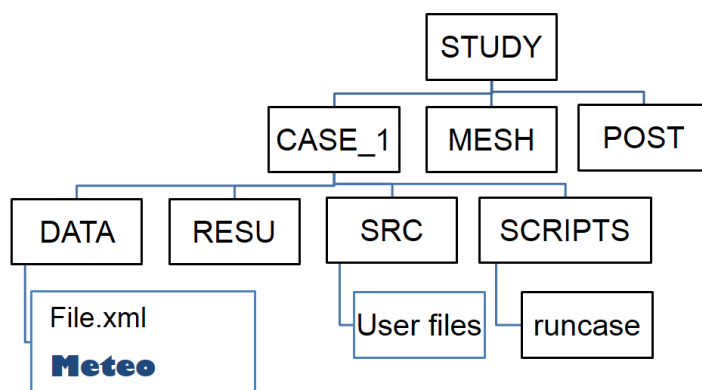 STUDY
CASE_1
MESH
POST
DATA
RESU
SRC
SCRIPTS
File.xml
Meteo
User files
runcase